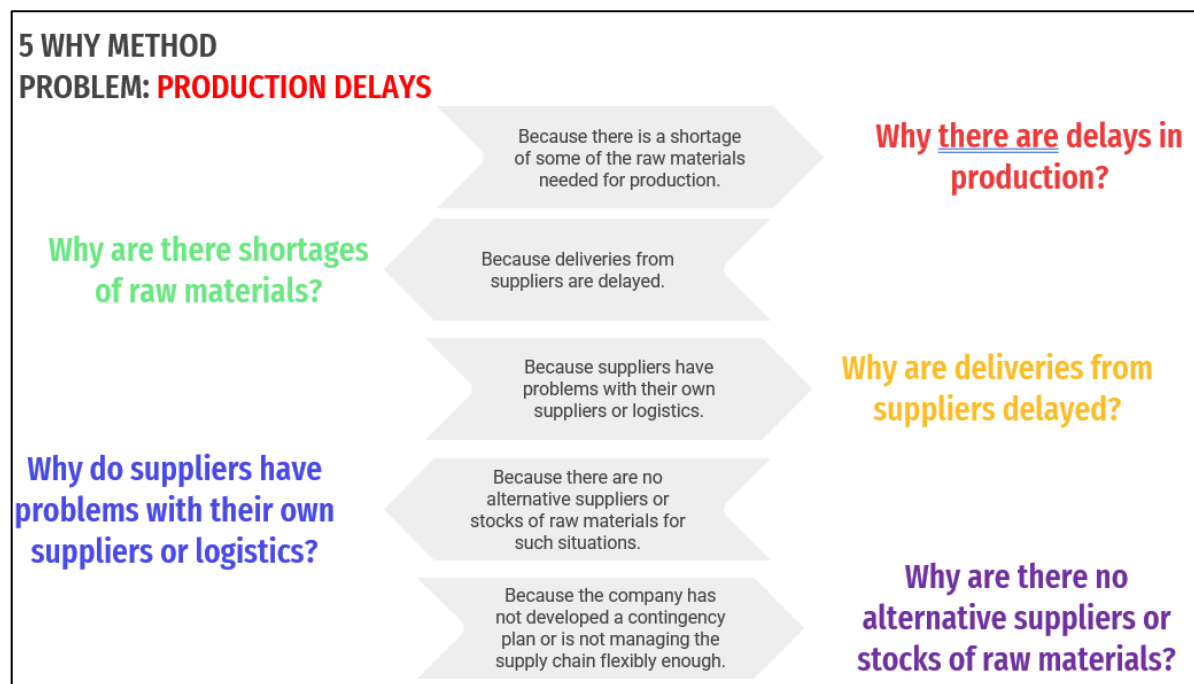 5 WHY METHOD
PROBLEM: PRODUCTION DELAYS
Why there are delays in
production?
Because there is a shortage
of some of the raw materials
needed for production.
Why are there shortages
of raw materials?
Because deliveries from
suppliers are delayed.
Why are deliveries from
suppliers delayed?
Because suppliers have
problems with their own
suppliers or logistics.
Why do suppliers have
problems with their own
suppliers or logistics?
Because there are no
alternative suppliers or
stocks of raw materials for
such situations.
Why are there no
alternative suppliers or
stocks of raw materials?
Because the company has
not developed a contingency
plan or is not managing the
supply chain flexibly enough.